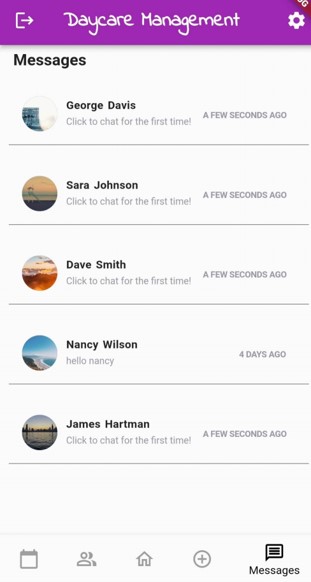 Daycare Management
Messages
George Davis
Click to chat for the first time!
A FEW SECONDS AGO
Sara Johnson
Click to chat for the first time!
A FEW SECONDS AGO
Dave Smith
Click to chat for the first time!
A FEW SECONDS AGO
Nancy Wilson
hello nancy
4 DAYS AGO
James Hartman
Click to chat for the first time!
A FEW SECONDS AGO
Messages